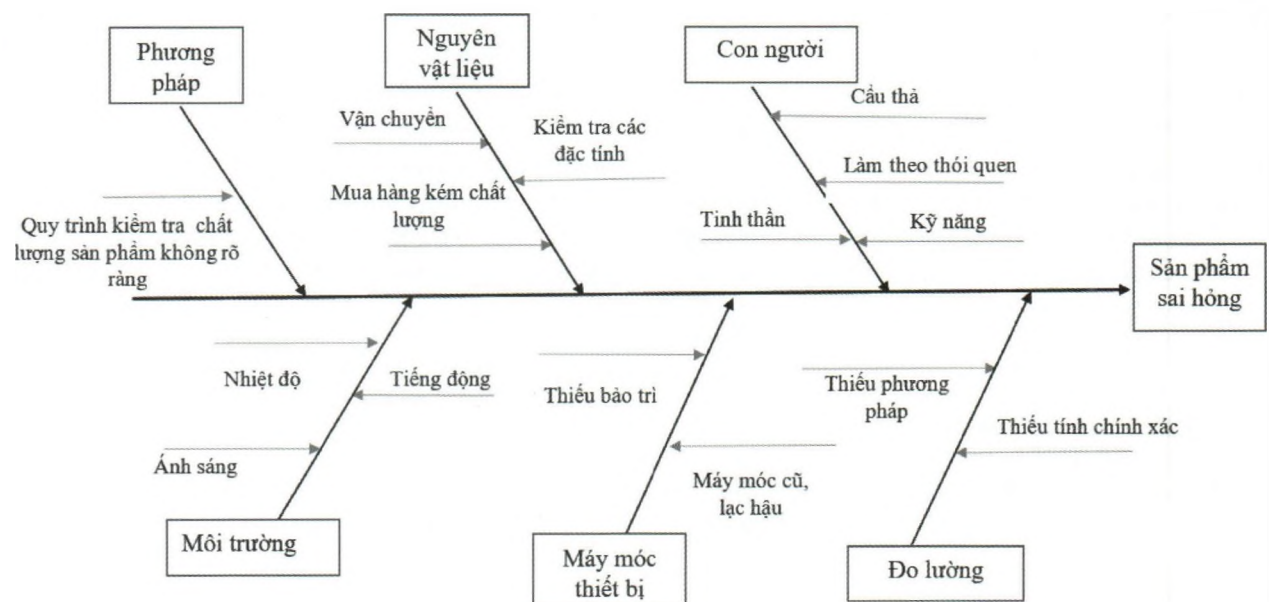 Phương
pháp
Nguyên
vật liệu
Con người
Cẩu thả
Vận chuyển
Kiểm tra các
đặc tính
Làm theo thói quen
Mua hàng kém chất
lượng
Tinh thần
Kỹ năng
Quy trình kiểm tra chất
lượng sản phẩm không rõ
ràng
Sản phẩm
sai hỏng
Nhiệt độ
Tiếng động
Thiếu bảo trì
Thiếu phương
pháp
Thiếu tính chính xác
Ánh sáng
Máy móc cũ,
lạc hậu
Môi trường
Máy móc
thiết bị
Đo lường